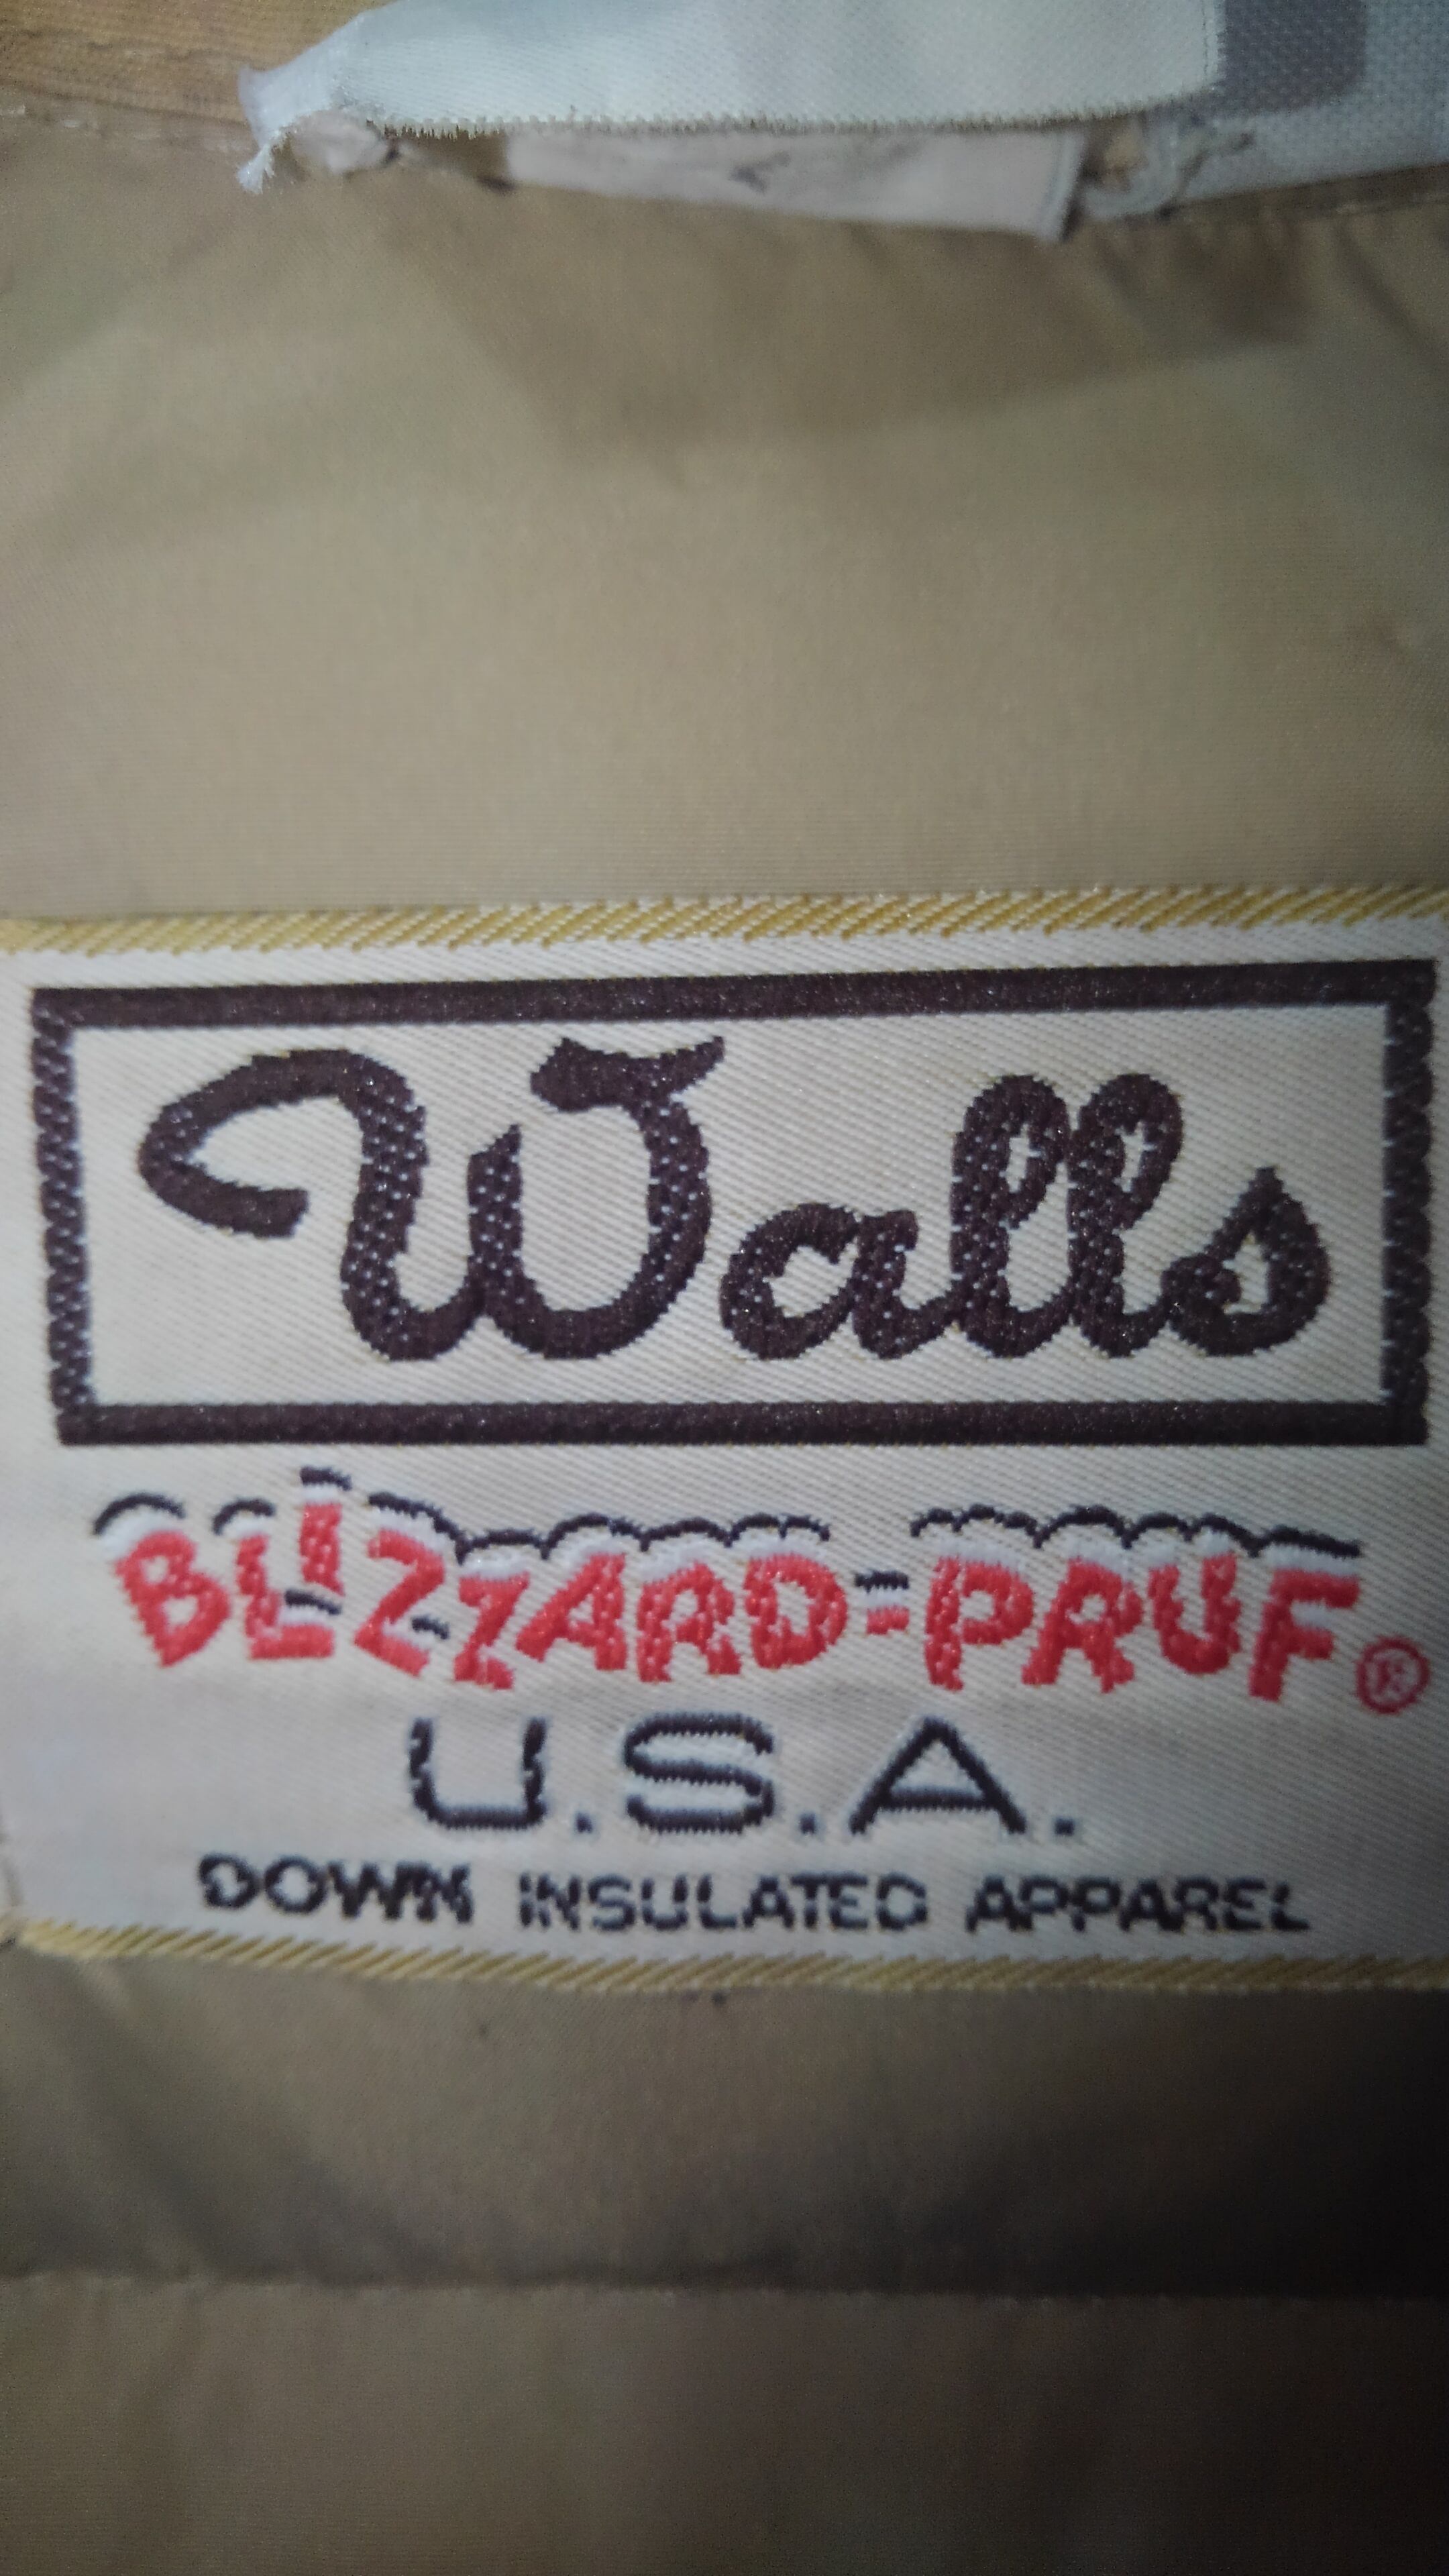 Walls
BLIZZARD-PRUF®
U.S.A.
DOWN INSULATED APPAREL